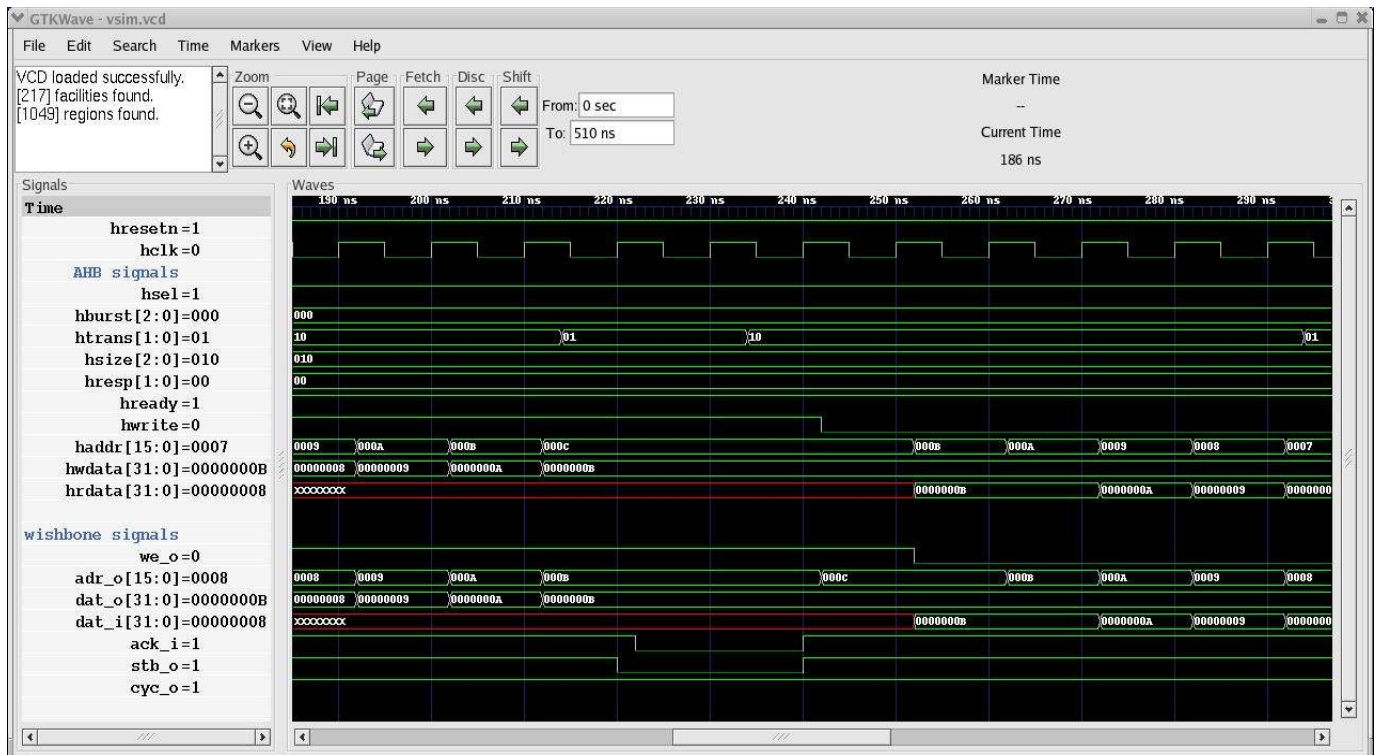 GTKWave - vsim.vcd
File Edit Search Time Markers View Help
VCD loaded successfully.
[217] facilities found.
[1049] regions found.
Zoom Page Fetch Disc Shift
From: 0 sec
To: 510 ns
Marker Time
--
Current Time
186 ns
Signals
Waves
Time
190 ns 200 ns 210 ns 220 ns 230 ns 240 ns 250 ns 260 ns 270 ns 280 ns 290 ns
hresetn=1
hclk=0
AHB signals
hsel=1
hburst[2:0]=000 000
htrans[1:0]=01 10 01 10 01
hsize[2:0]=010 010
hresp[1:0]=00 00
hready=1
hwrite=0
haddr[15:0]=0007 0009 000A 000B 000C 000B 000A 0009 0008 0007
hwdata[31:0]=0000000B 00000008 00000009 0000000A 0000000B
hrdata[31:0]=00000008 XXXXXXXX 0000000B 0000000A 00000009 0000000
wishbone signals
we_o=0
adr_o[15:0]=0008 0008 0009 000A 000B 000C 000B 000A 0009 0008
dat_o[31:0]=0000000B 00000008 00000009 0000000A 0000000B
dat_i[31:0]=00000008 XXXXXXXX 0000000B 0000000A 00000009 0000000
ack_i=1
stb_o=1
cyc_o=1